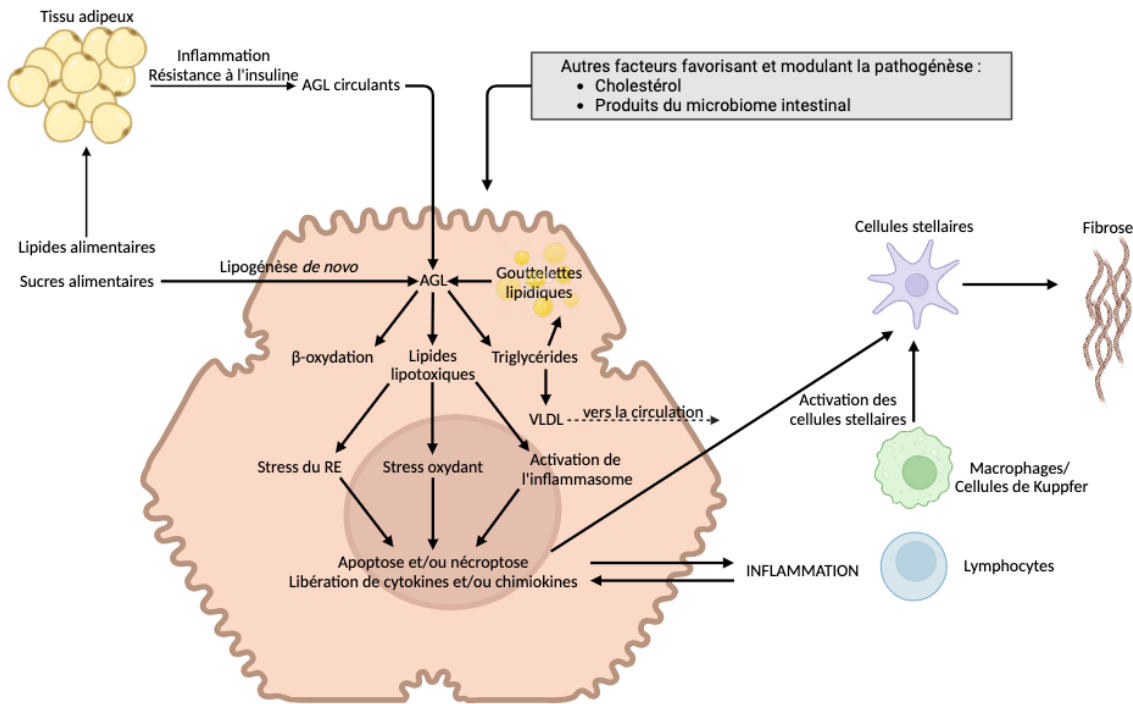 Tissu adipeux
Inflammation
Résistance à l'insuline
AGL circulants
Autres facteurs favorisant et modulant la pathogénèse :
• Cholestérol
• Produits du microbiome intestinal
Lipides alimentaires
Sucres alimentaires
Lipogénèse de novo
AGL
Gouttelettes
lipidiques
β-oxydation
Lipides
lipotoxiques
Triglycérides
VLDL
vers la circulation
Stress du RE
Stress oxydant
Activation de
l'inflammasome
Apoptose et/ou nécroptose
Libération de cytokines et/ou chimiokines
INFLAMMATION
Cellules stellaires
Fibrose
Activation des
cellules stellaires
Macrophages/
Cellules de Kuppfer
Lymphocytes